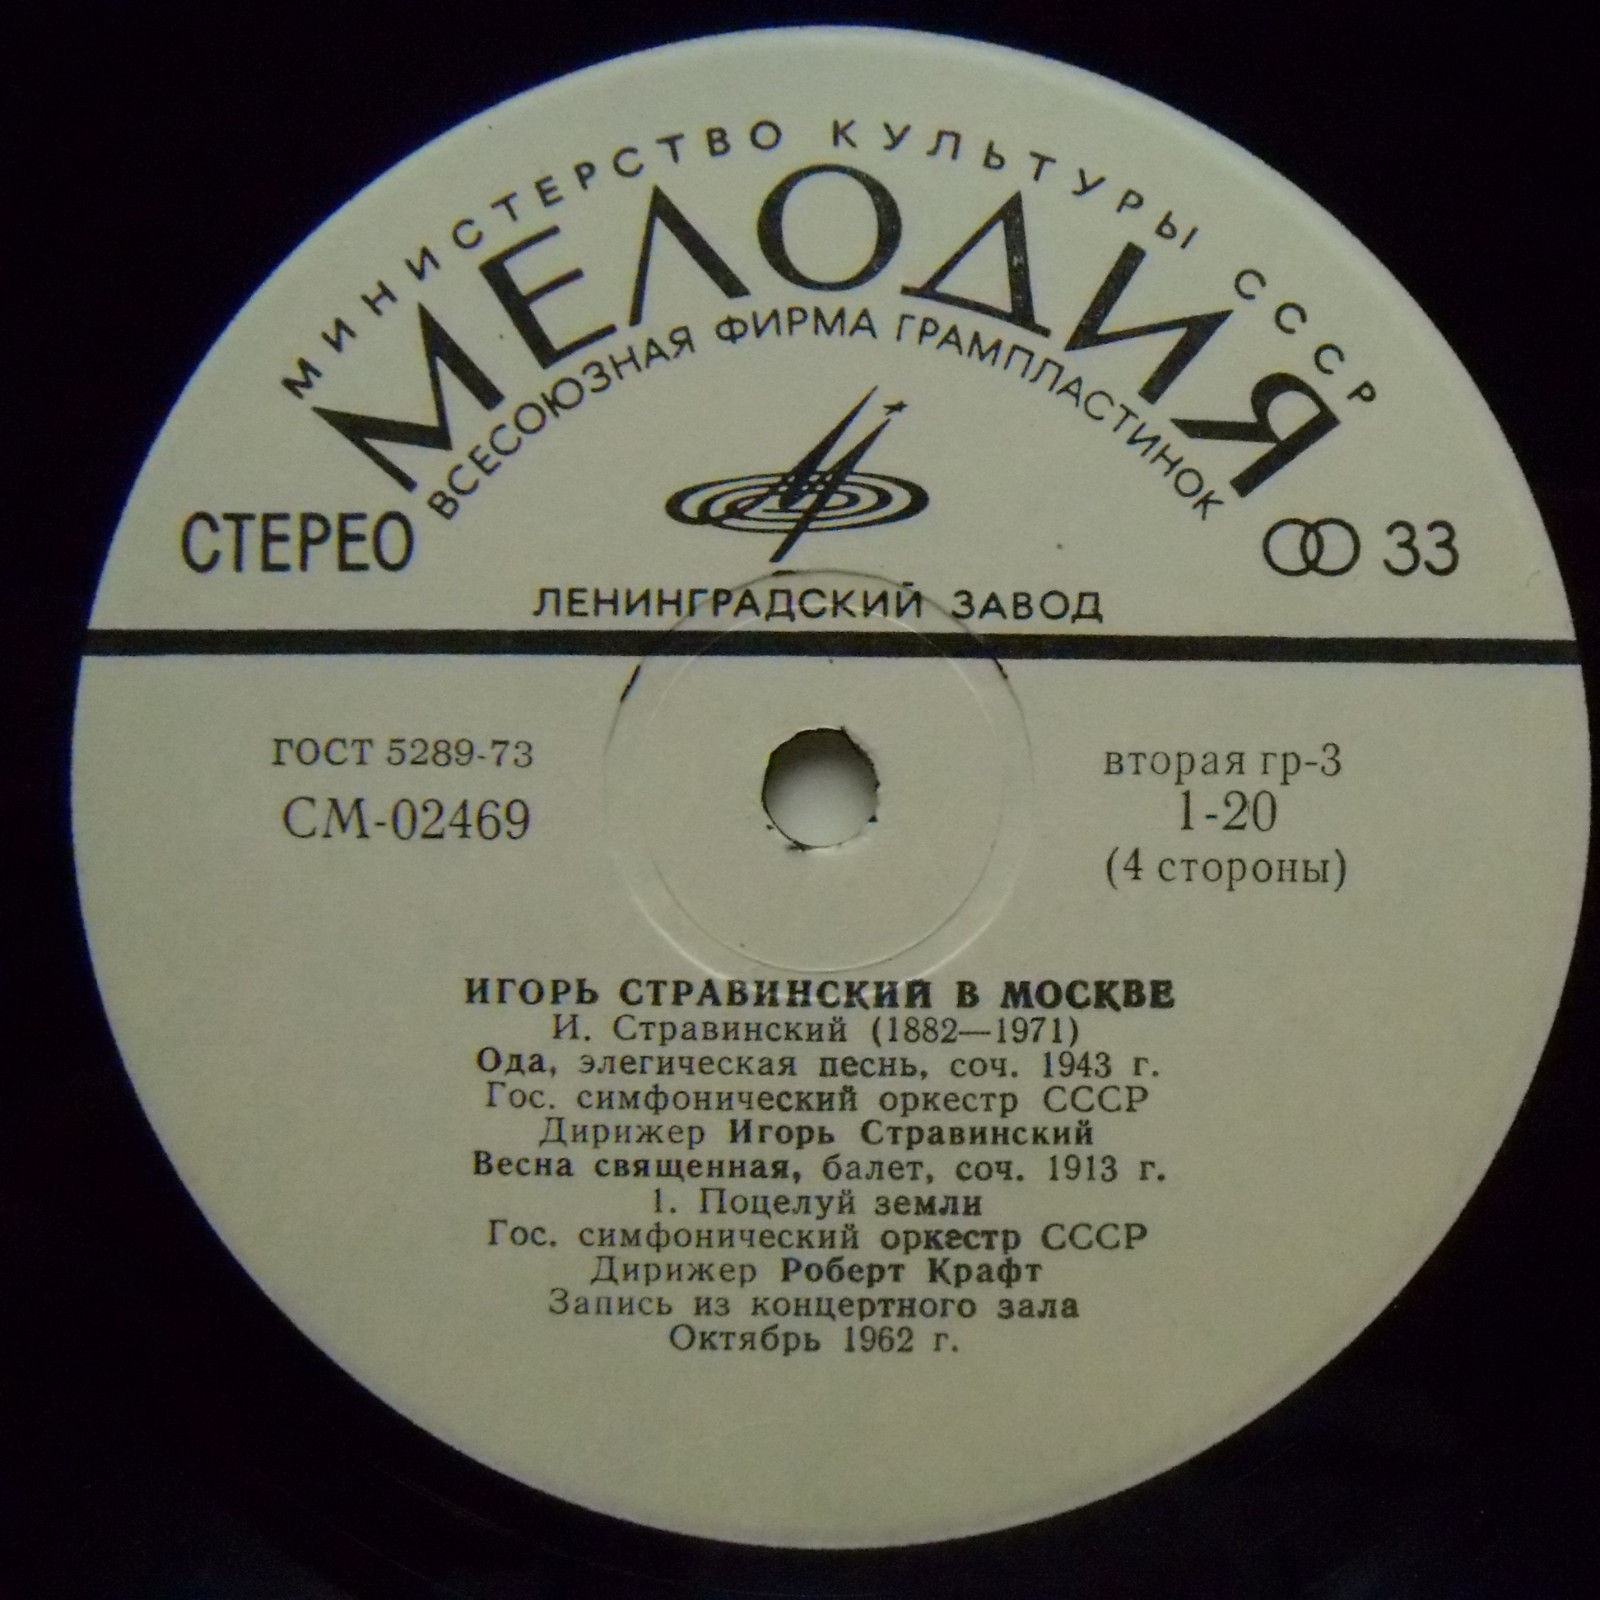 МИНИСТЕРСТВО КУЛЬТУРЫ СССР
МЕЛОДИЯ
ВСЕСОЮЗНАЯ ФИРМА ГРАМПЛАСТИНОК
СТЕРЕО
33
ЛЕНИНГРАДСКИЙ ЗАВОД
ГОСТ 5289-73
СМ-02469
вторая гр-3
1-20
(4 стороны)
ИГОРЬ СТРАВИНСКИЙ В МОСКВЕ
И. Стравинский (1882—1971)
Ода, элегическая песнь, соч. 1943 г.
Гос. симфонический оркестр СССР
Дирижер Игорь Стравинский
Весна священная, балет, соч. 1913 г.
1. Поцелуй земли
Гос. симфонический оркестр СССР
Дирижер Роберт Крафт
Запись из концертного зала
Октябрь 1962 г.